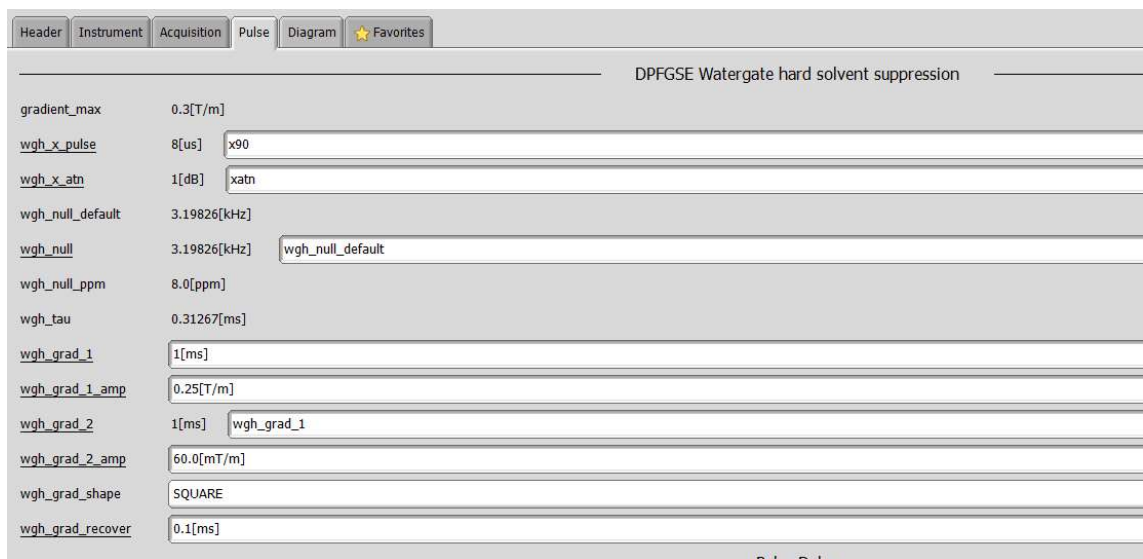 Header Instrument Acquisition Pulse Diagram Favorites
DPFGSE Watergate hard solvent suppression
gradient_max 0.3[T/m]
wgh_x_pulse 8[us] x90
wgh_x_atn 1[dB] xatn
wgh_null_default 3.19826[kHz]
wgh_null 3.19826[kHz] wgh_null_default
wgh_null_ppm 8.0[ppm]
wgh_tau 0.31267[ms]
wgh_grad_1 1[ms]
wgh_grad_1_amp 0.25[T/m]
wgh_grad_2 1[ms] wgh_grad_1
wgh_grad_2_amp 60.0[mT/m]
wgh_grad_shape SQUARE
wgh_grad_recover 0.1[ms]